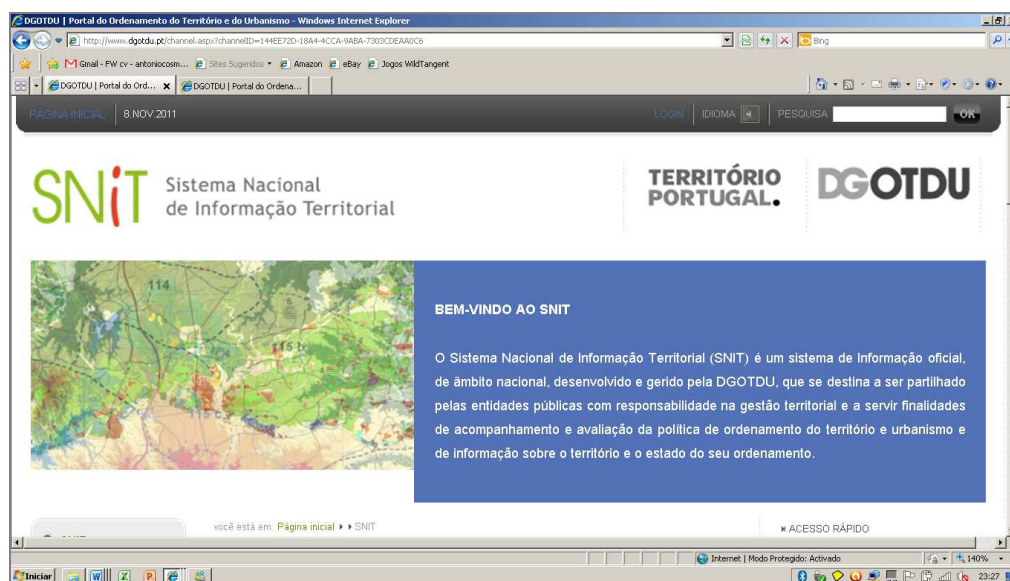 DGOTDU | Portal do Ordenamento do Território e do Urbanismo - Windows Internet Explorer
http://www.dgotdu.pt/channel.aspx?channelID=144EE72D-18A4-4CCA-9ABA-7303CDEAA0C6
Bing
Gmail - FW cv - antoniocosm... Sites Sugeridos Amazon eBay Jogos WildTangent
DGOTDU | Portal do Ord... x DGOTDU | Portal do Ordena...
PÁGINA INICIAL 8.NOV.2011 LOGIN IDIOMA PESQUISA OK
SNiT Sistema Nacional
de Informação Territorial
TERRITÓRIO
PORTUGAL.
DGOTDU
114
5
115 b
BEM-VINDO AO SNIT
O Sistema Nacional de Informação Territorial (SNIT) é um sistema de Informação oficial,
de âmbito nacional, desenvolvido e gerido pela DGOTDU, que se destina a ser partilhado
pelas entidades públicas com responsabilidade na gestão territorial e a servir finalidades
de acompanhamento e avaliação da política de ordenamento do território e urbanismo e
de informação sobre o território e o estado do seu ordenamento.
você está em: Página inicial SNIT
ACESSO RÁPIDO
Internet | Modo Protegido: Activado 140%
Iniciar 23:27